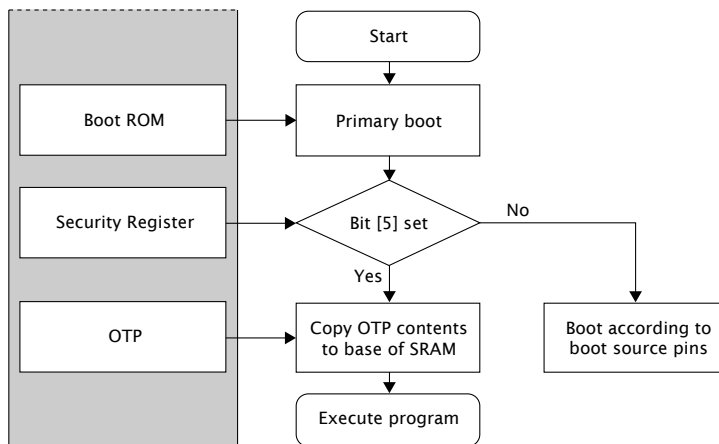 Start
Boot ROM
Primary boot
Security Register
Bit [5] set
No
Yes
OTP
Copy OTP contents
to base of SRAM
Boot according to
boot source pins
Execute program